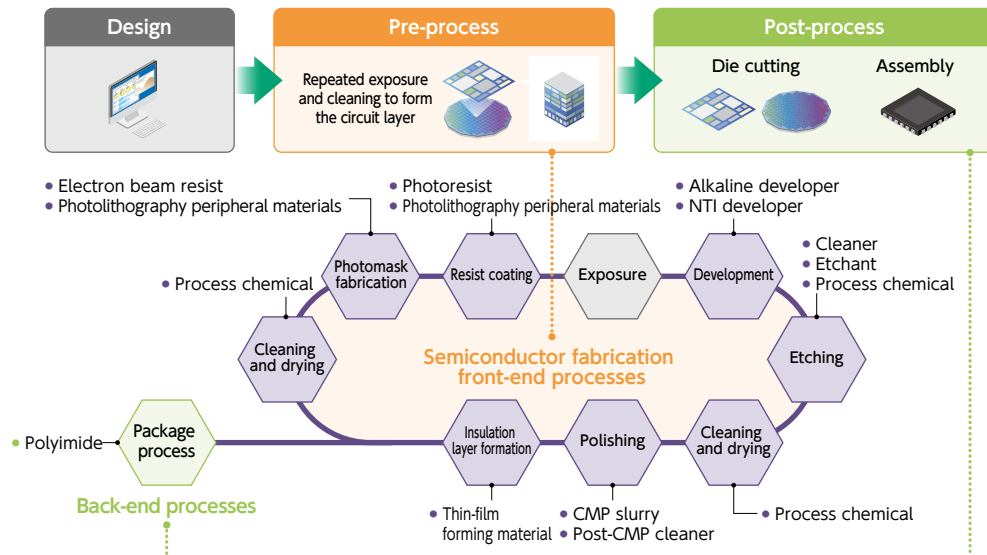 Design
Pre-process
Repeated exposure
and cleaning to form
the circuit layer
Post-process
Die cutting
Assembly
• Electron beam resist
• Photolithography peripheral materials
• Photoresist
• Photolithography peripheral materials
• Alkaline developer
• NTI developer
• Cleaner
• Etchant
• Process chemical
• Process chemical
Photomask
fabrication
Resist coating
Exposure
Development
Cleaning
and drying
Semiconductor fabrication
front-end processes
Etching
• Polyimide
Package
process
Insulation
layer formation
Polishing
Cleaning
and drying
Back-end processes
• Thin-film
forming material
• CMP slurry
• Post-CMP cleaner
• Process chemical